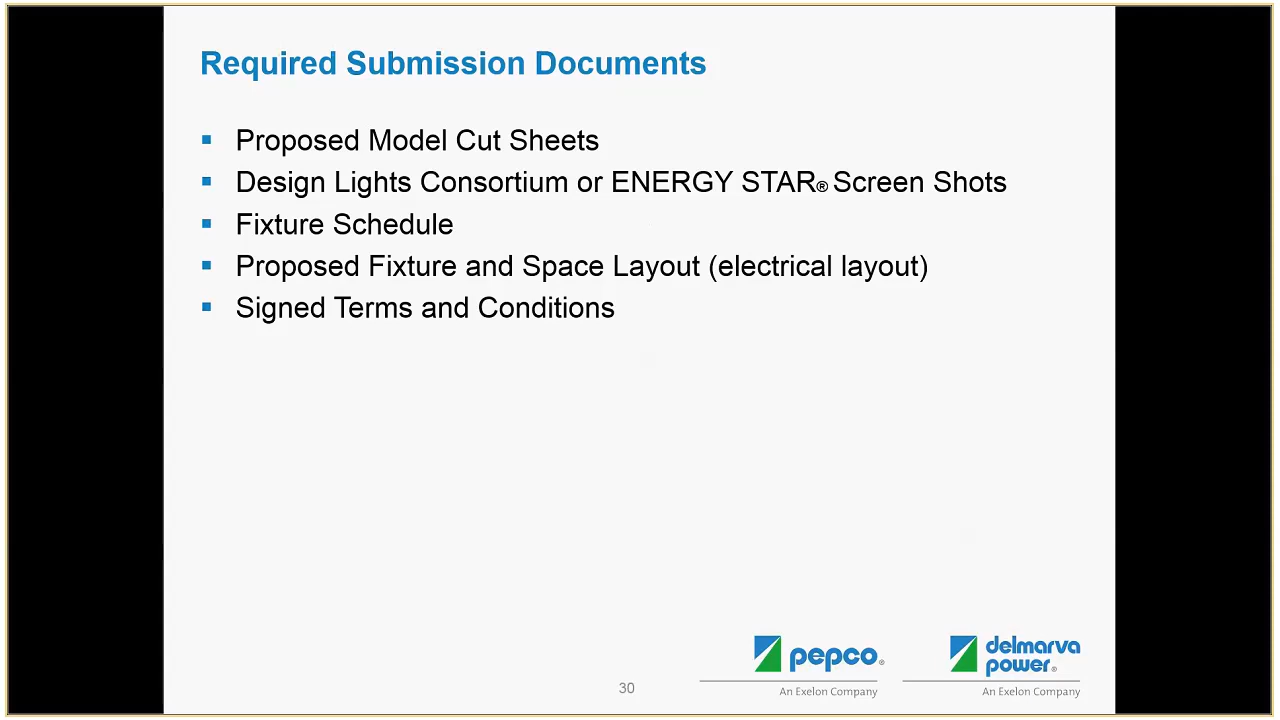 Required Submission Documents
▪ Proposed Model Cut Sheets
▪ Design Lights Consortium or ENERGY STAR® Screen Shots
▪ Fixture Schedule
▪ Proposed Fixture and Space Layout (electrical layout)
▪ Signed Terms and Conditions
pepco®
An Exelon Company
delmarva
power®
An Exelon Company
30